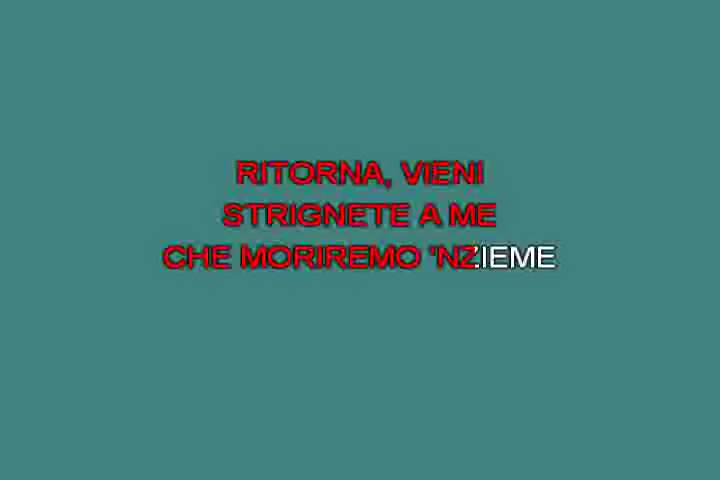 RITORNA, VIENI
STRIGNETE A ME
CHE MORIREMO 'NZIEME